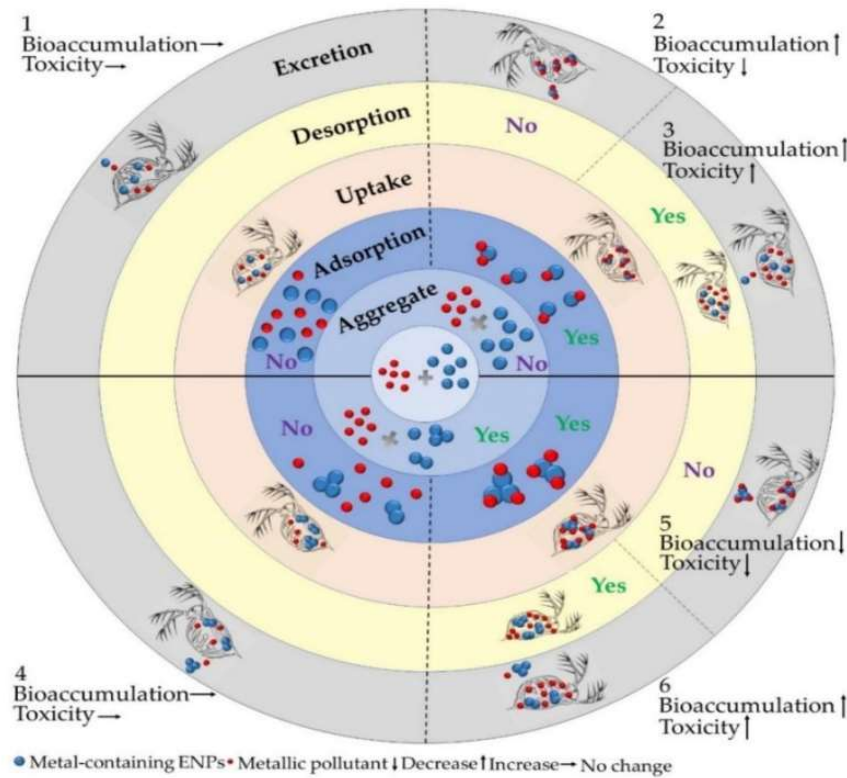 1
Bioaccumulation→
Toxicity→
2
Bioaccumulation↑
Toxicity↓
Excretion
Desorption
No
3
Bioaccumulation↑
Toxicity↑
Uptake
Yes
Adsorption
Aggregate
Yes
No
No
No
Yes
Yes
No
5
Bioaccumulation↓
Toxicity↓
Yes
4
Bioaccumulation→
Toxicity→
6
Bioaccumulation↑
Toxicity↑
Metal-containing ENPs • Metallic pollutant ↓Decrease ↑Increase → No change